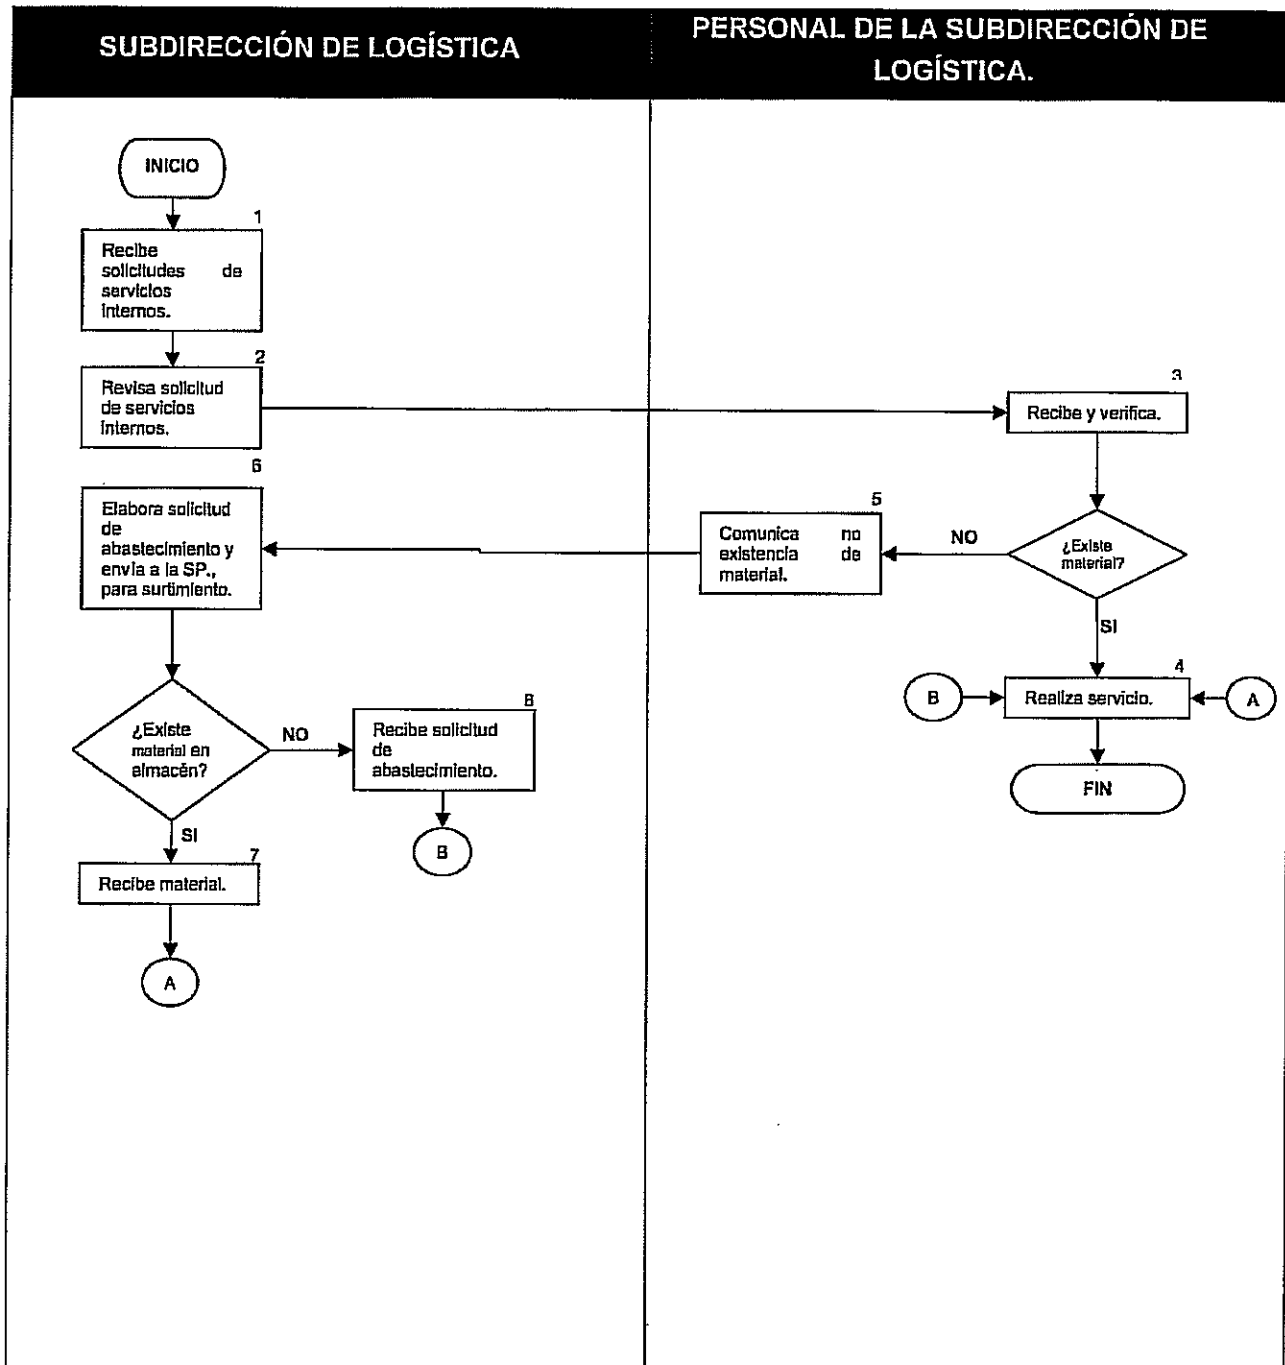 SUBDIRECCIÓN DE LOGÍSTICA
PERSONAL DE LA SUBDIRECCIÓN DE
LOGÍSTICA.
INICIO
1
Recibe
solicitudes de
servicios
internos.
2
Revisa solicitud
de servicios
internos.
3
Recibe y verifica.
6
Elabora solicitud
de
abastecimiento y
envia a la SP.,
para surtimiento.
5
Comunica no
existencia de
material.
NO
¿Existe
material?
SI
4
B
Realiza servicio.
A
FIN
¿Existe
material en
almacén?
NO
8
Recibe solicitud
de
abastecimiento.
B
SI
7
Recibe material.
A